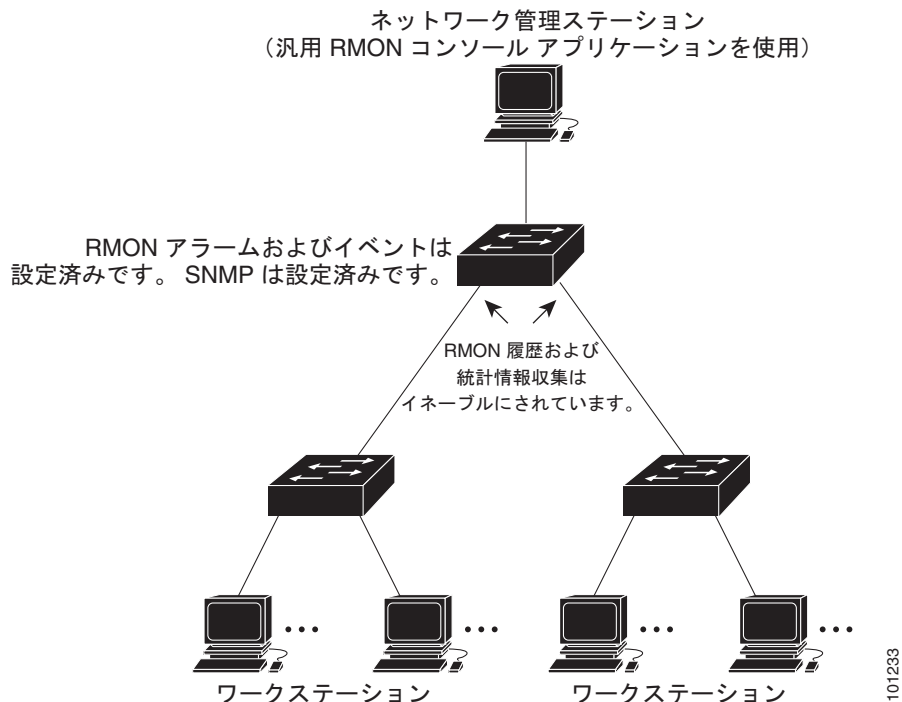 ネットワーク管理ステーション
（汎用 RMON コンソール アプリケーションを使用）
RMON アラームおよびイベントは
設定済みです。 SNMP は設定済みです。
RMON 履歴および
統計情報収集は
イネーブルにされています。
ワークステーション
ワークステーション
101233